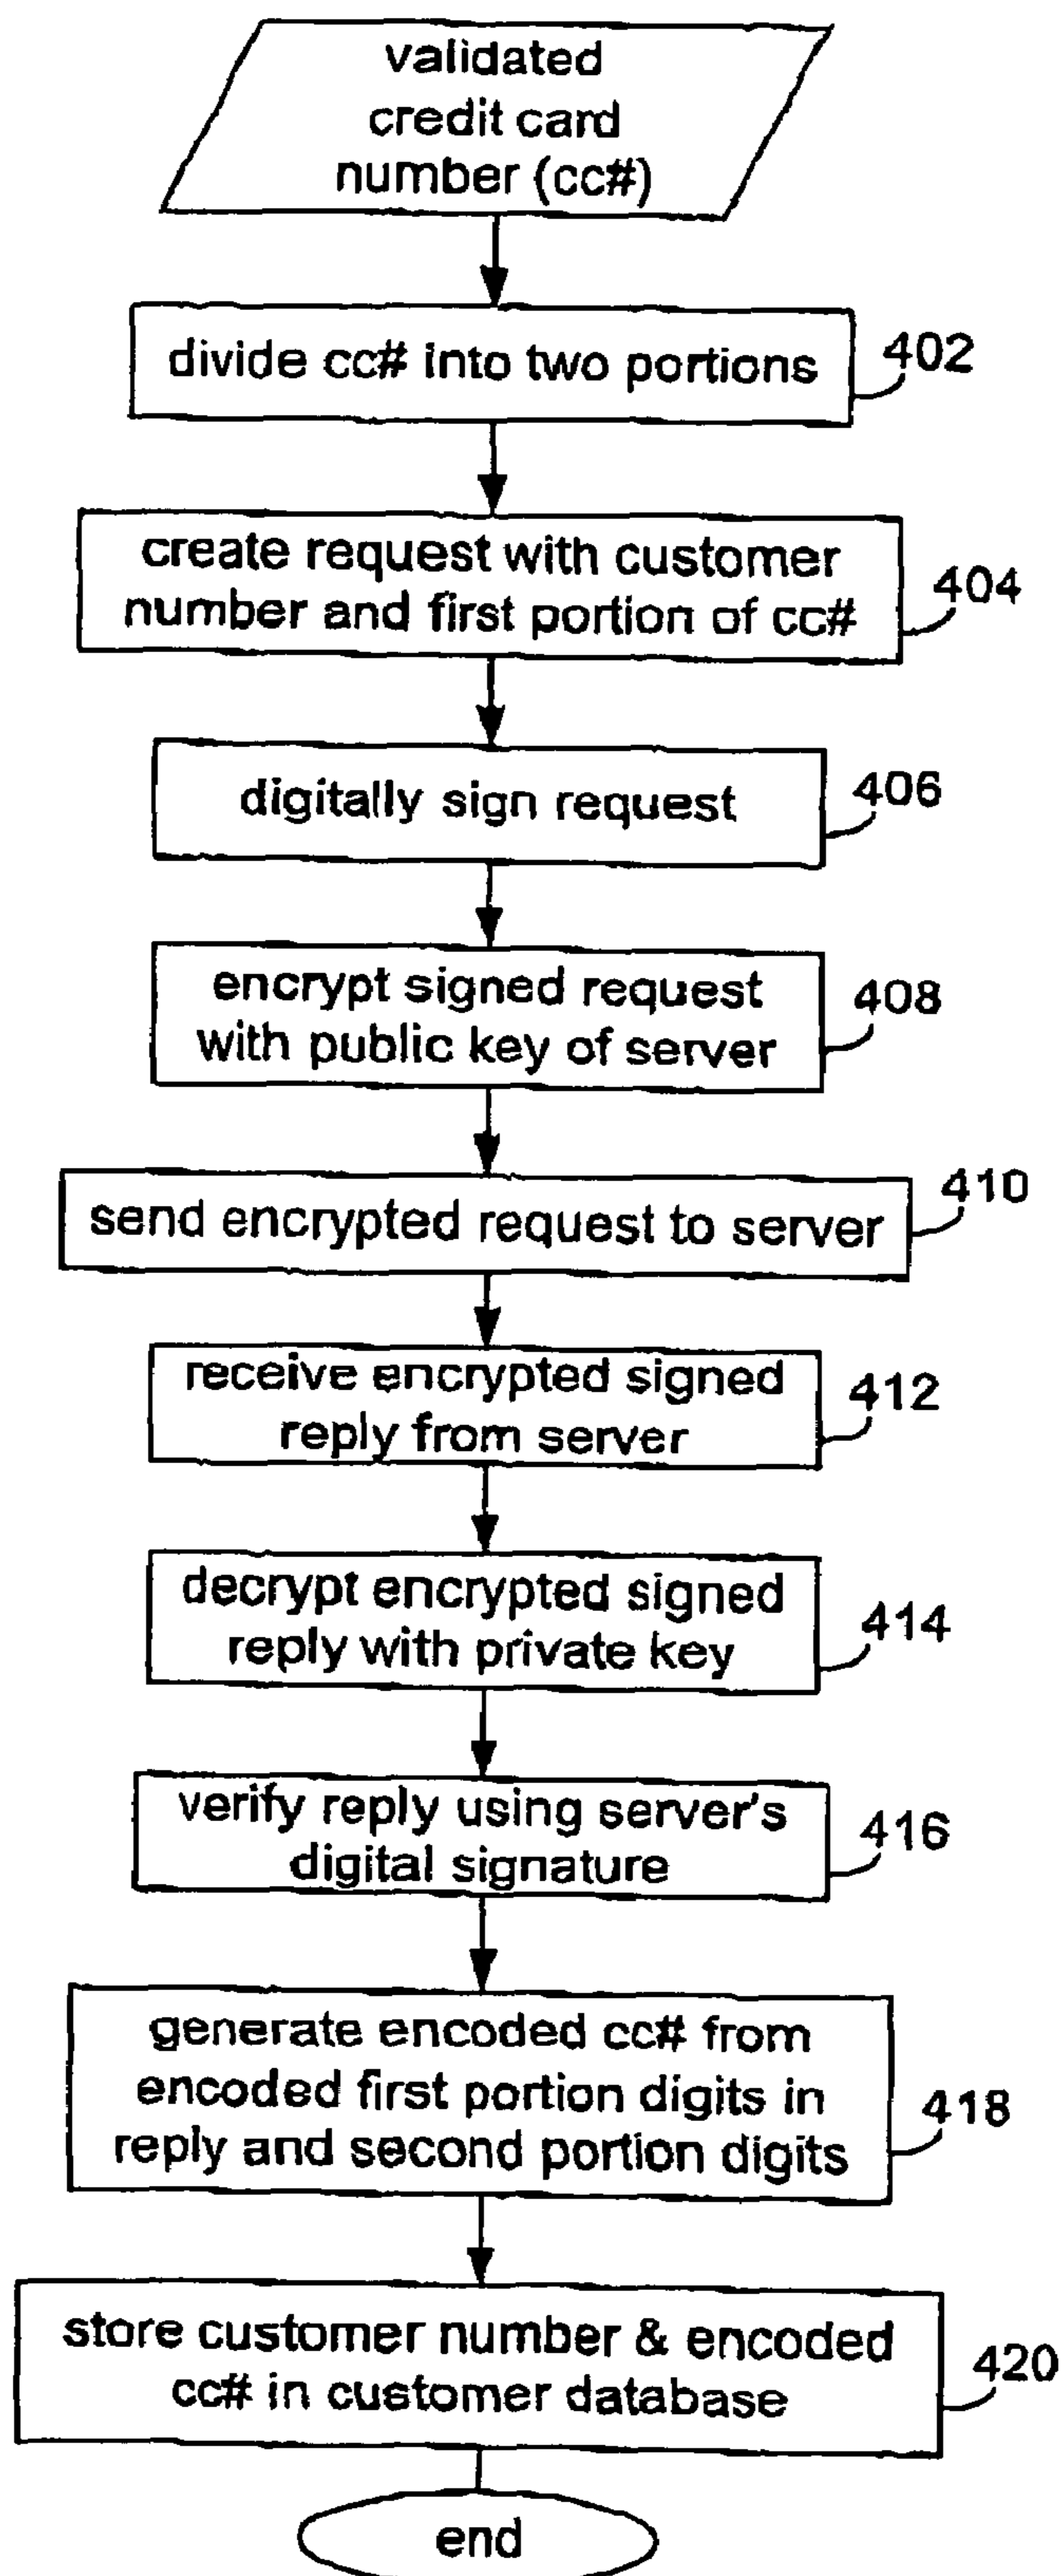 validated
credit card
number (cc#)
divide cc# into two portions
402
create request with customer
number and first portion of cc#
404
digitally sign request
406
encrypt signed request
with public key of server
408
send encrypted request to server
410
receive encrypted signed
reply from server
412
decrypt encrypted signed
reply with private key
414
verify reply using server's
digital signature
416
generate encoded cc# from
encoded first portion digits in
reply and second portion digits
418
store customer number & encoded
cc# in customer database
420
end